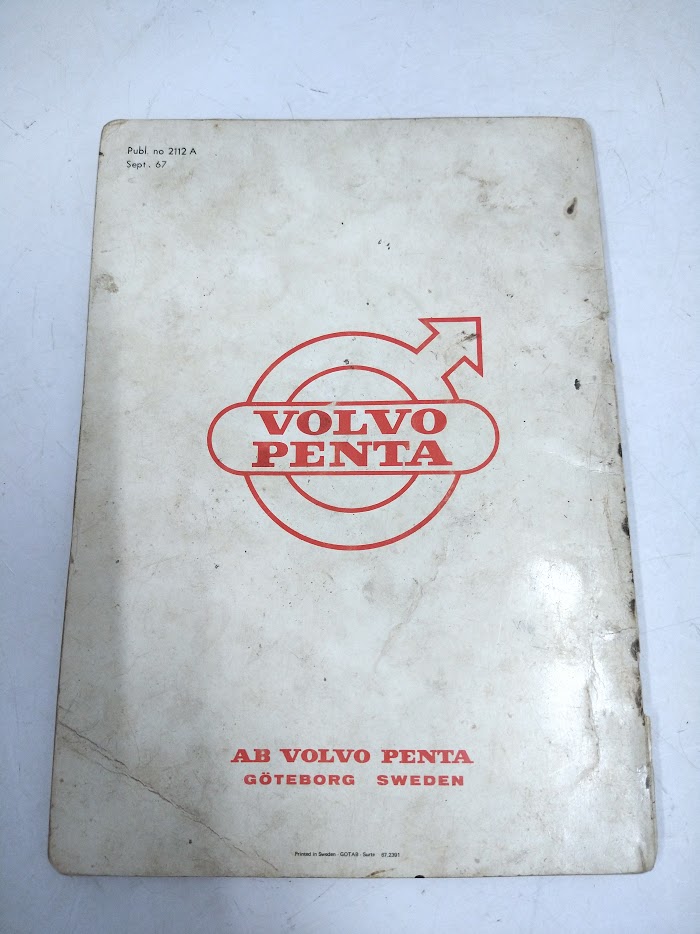 Publ. no 2112 A
Sept. 67
VOLVO
PENTA
AB VOLVO PENTA
GÖTEBORG SWEDEN
Printed in Sweden - GOTAB - Surte 67.2391